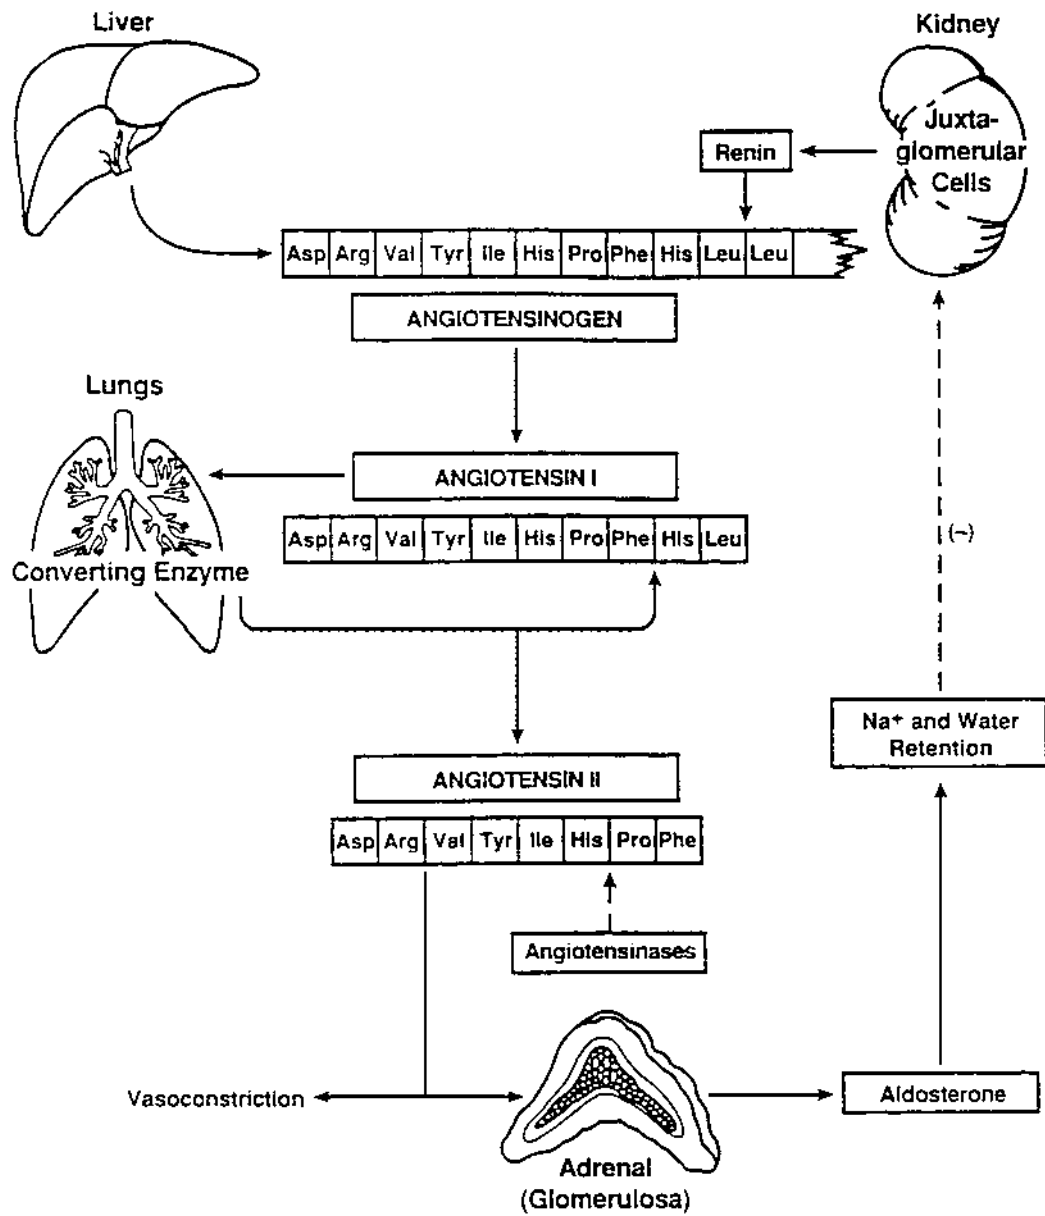 Liver
Kidney
Juxta-
glomerular
Cells
Renin
Asp Arg Val Tyr Ile His Pro Phe His Leu Leu
ANGIOTENSINOGEN
Lungs
ANGIOTENSIN I
Asp Arg Val Tyr Ile His Pro Phe His Leu
Converting Enzyme
(-)
Na+ and Water
Retention
ANGIOTENSIN II
Asp Arg Val Tyr Ile His Pro Phe
Angiotensinases
Vasoconstriction
Aldosterone
Adrenal
(Glomerulosa)